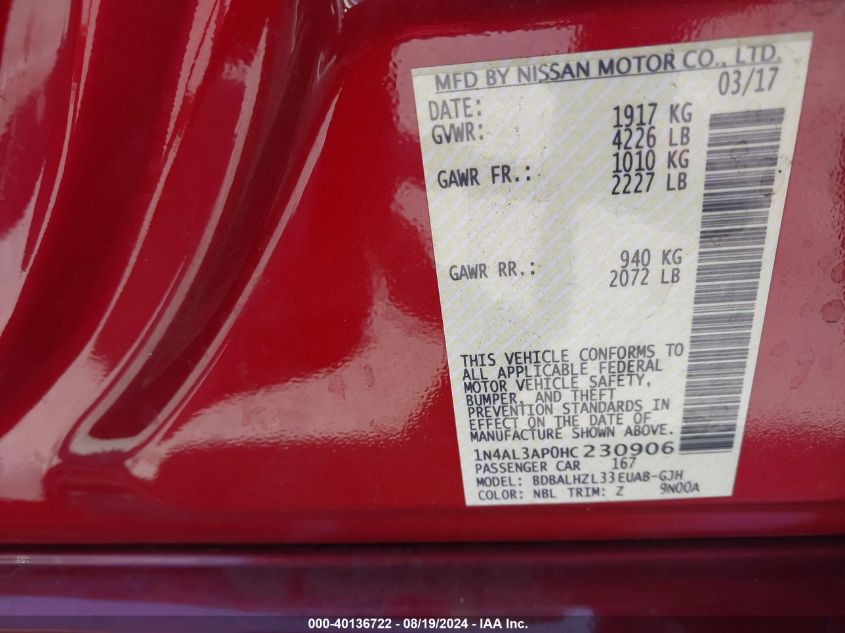 MFD BY NISSAN MOTOR CO., LTD.
DATE: 03/17
GVWR: 1917 KG
4226 LB
GAWR FR.: 1010 KG
2227 LB
GAWR RR.: 940 KG
2072 LB
THIS VEHICLE CONFORMS TO
ALL APPLICABLE FEDERAL
MOTOR VEHICLE SAFETY,
BUMPER, AND THEFT
PREVENTION STANDARDS IN
EFFECT ON THE DATE OF
MANUFACTURE SHOWN ABOVE.
1N4AL3AP0HC230906
PASSENGER CAR 167
MODEL: BDBALHZL33EUAB-GJH
COLOR: NBL TRIM: Z 9N00A
000-40136722 - 08/19/2024 - IAA Inc.